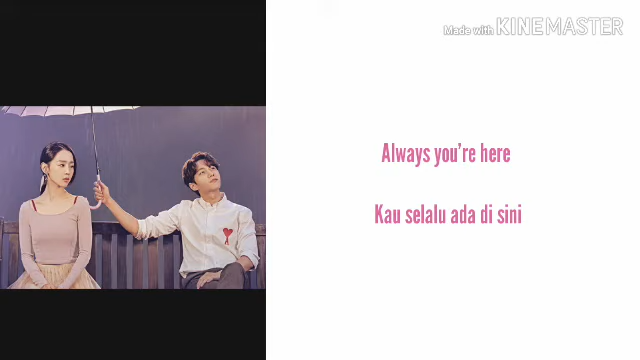 Made with KINEMASTER
Always you're here
Kau selalu ada di sini